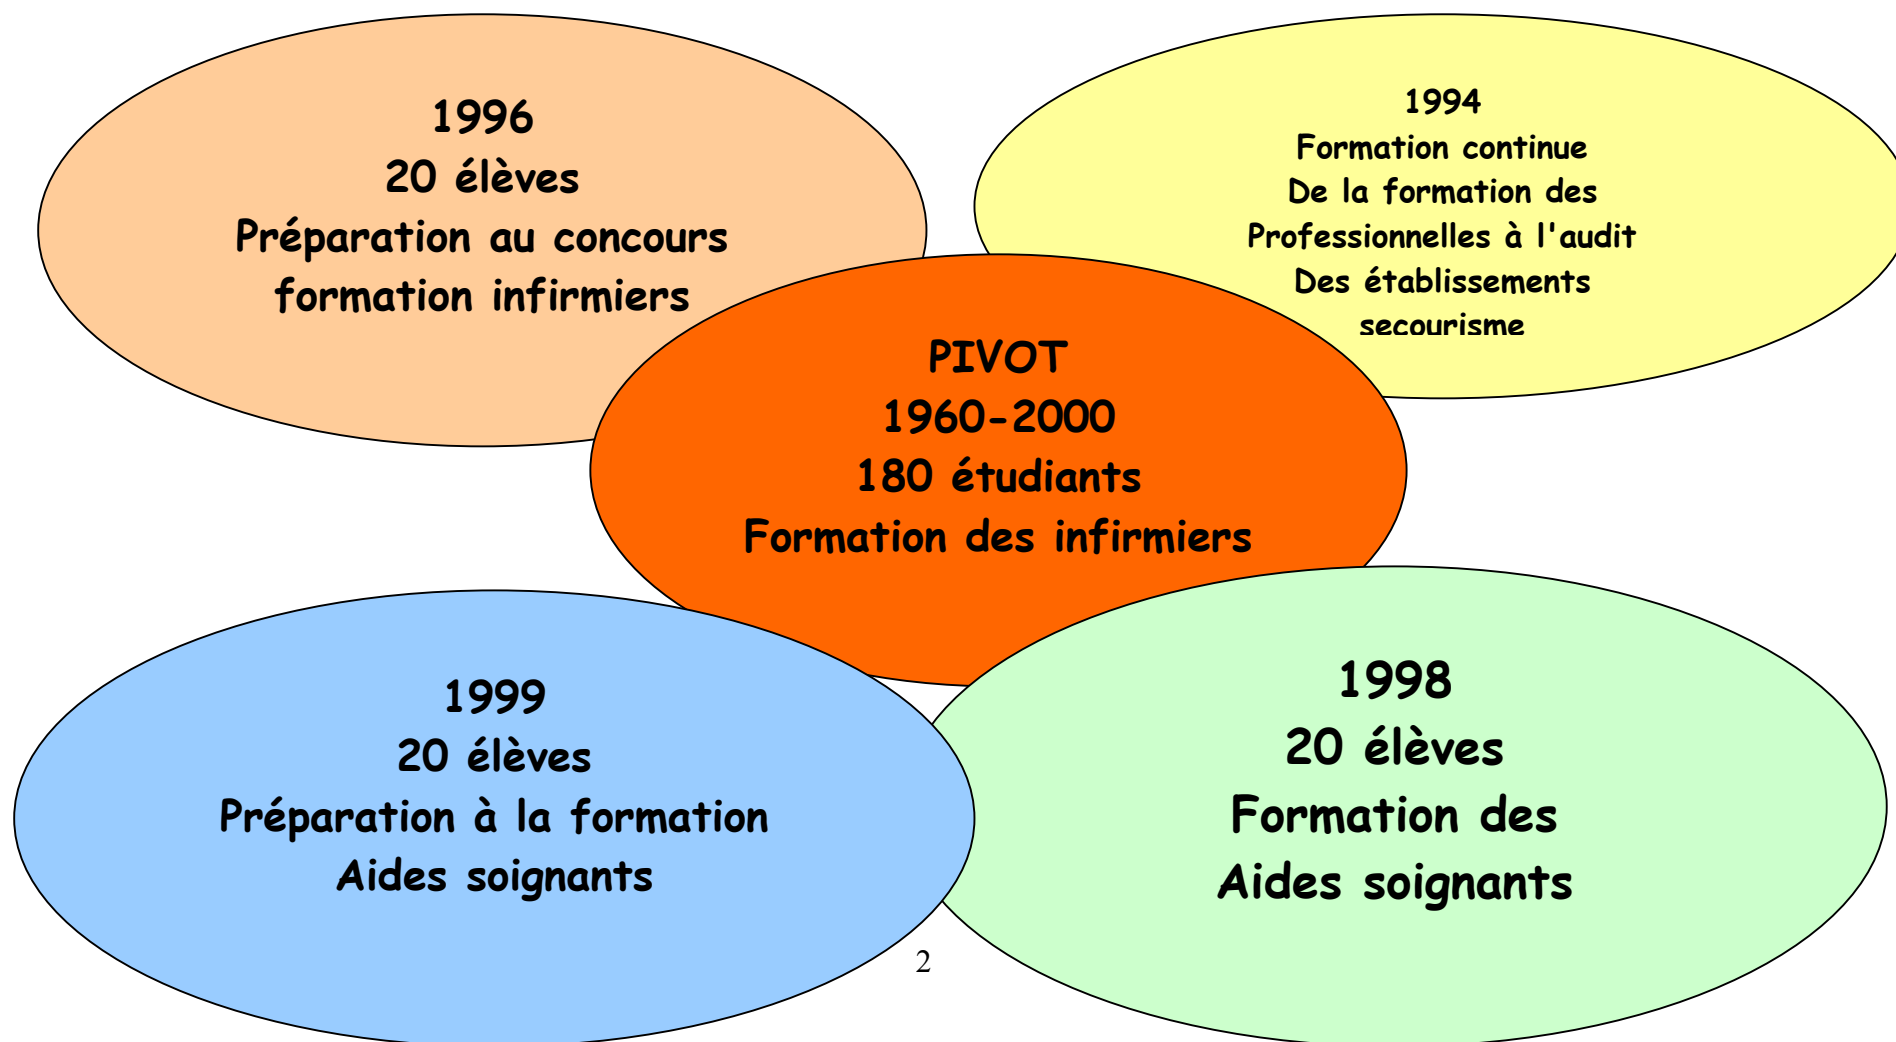 1996
20 élèves
Préparation au concours
formation infirmiers
1994
Formation continue
De la formation des
Professionnelles à l'audit
Des établissements
secourisme
PIVOT
1960-2000
180 étudiants
Formation des infirmiers
1999
20 élèves
Préparation à la formation
Aides soignants
1998
20 élèves
Formation des
Aides soignants
2